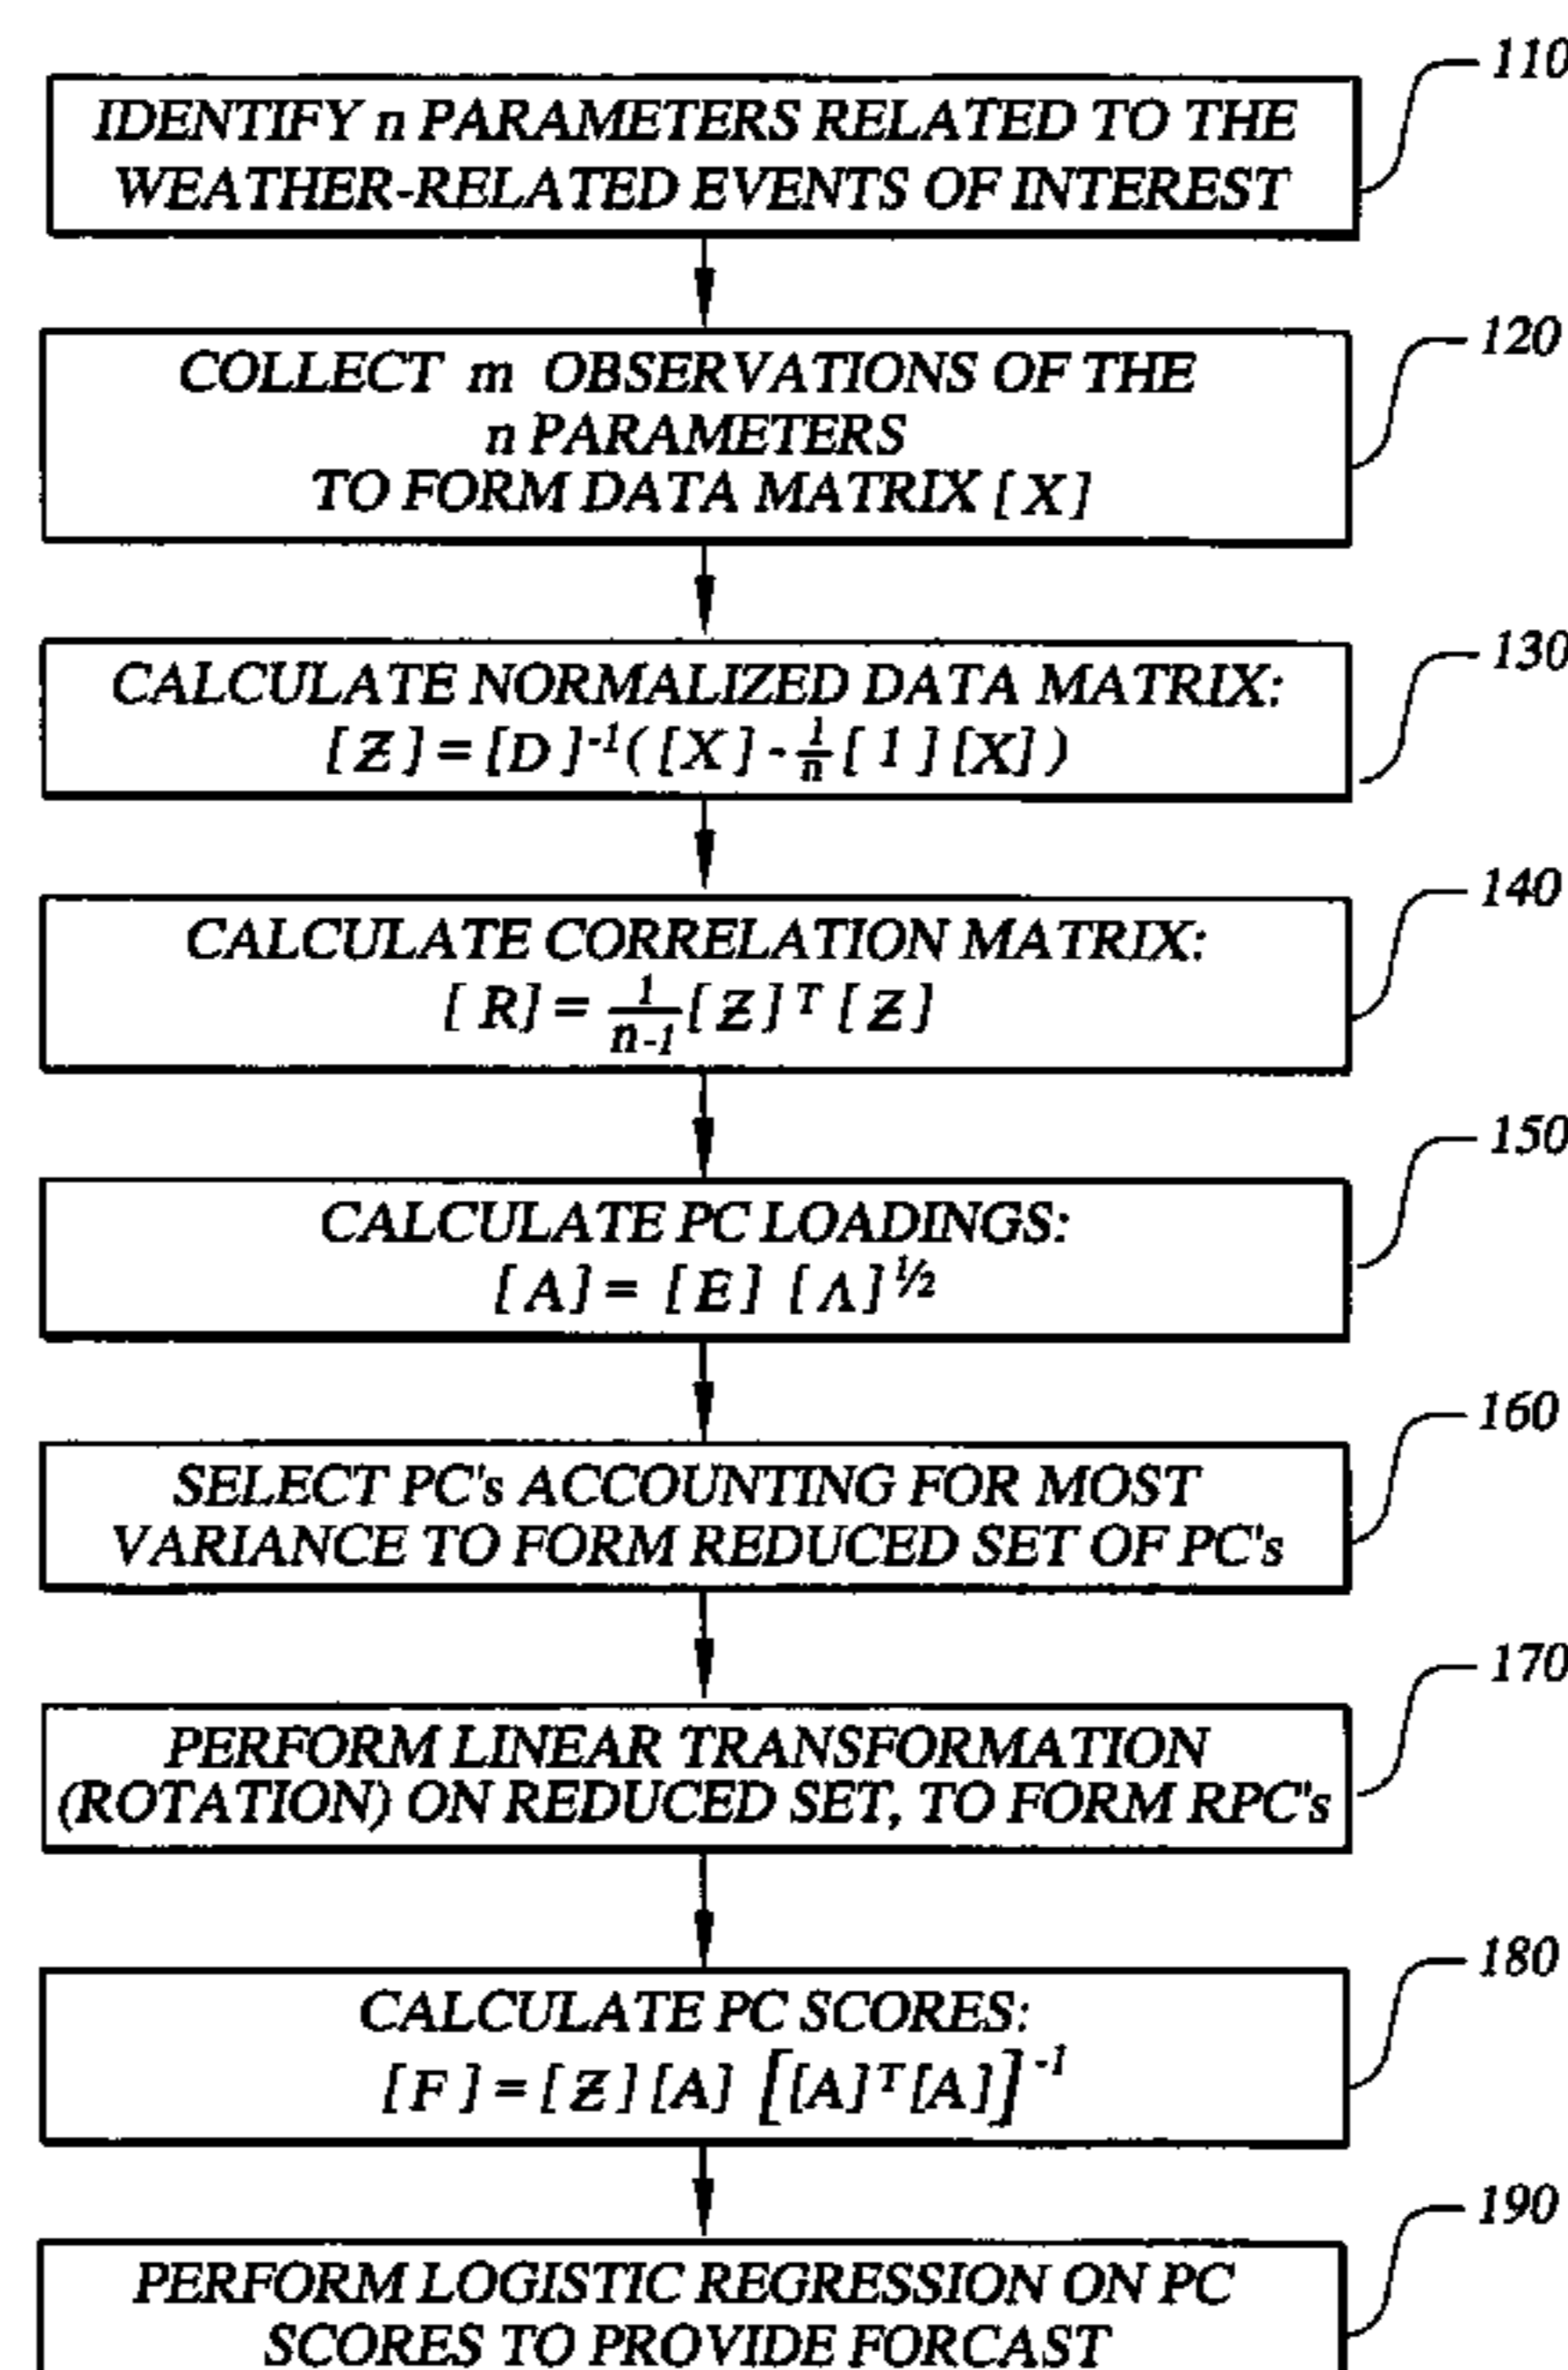 110
IDENTIFY n PARAMETERS RELATED TO THE
WEATHER-RELATED EVENTS OF INTEREST
120
COLLECT m OBSERVATIONS OF THE
n PARAMETERS
TO FORM DATA MATRIX [X]
130
CALCULATE NORMALIZED DATA MATRIX:
[Z] = [D]⁻¹([X] - 1/n [1][X])
140
CALCULATE CORRELATION MATRIX:
[R] = 1/n-1 [Z]ᵀ [Z]
150
CALCULATE PC LOADINGS:
[A] = [E] [Λ]^½
160
SELECT PC's ACCOUNTING FOR MOST
VARIANCE TO FORM REDUCED SET OF PC's
170
PERFORM LINEAR TRANSFORMATION
(ROTATION) ON REDUCED SET, TO FORM RPC's
180
CALCULATE PC SCORES:
[F] = [Z][A] [[A]ᵀ[A]]⁻¹
190
PERFORM LOGISTIC REGRESSION ON PC
SCORES TO PROVIDE FORCAST